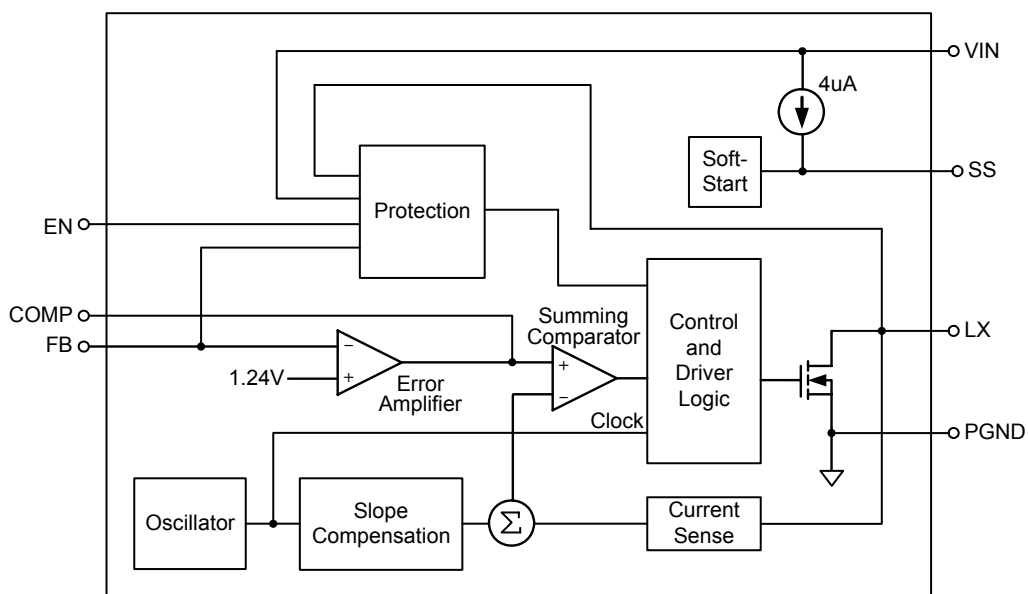 VIN
4uA
Soft-
Start
SS
Protection
EN
COMP
FB
Summing
Comparator
Control
and
Driver
Logic
LX
−
+
1.24V
Error
Amplifier
+
−
Clock
PGND
Oscillator
Slope
Compensation
Σ
Current
Sense